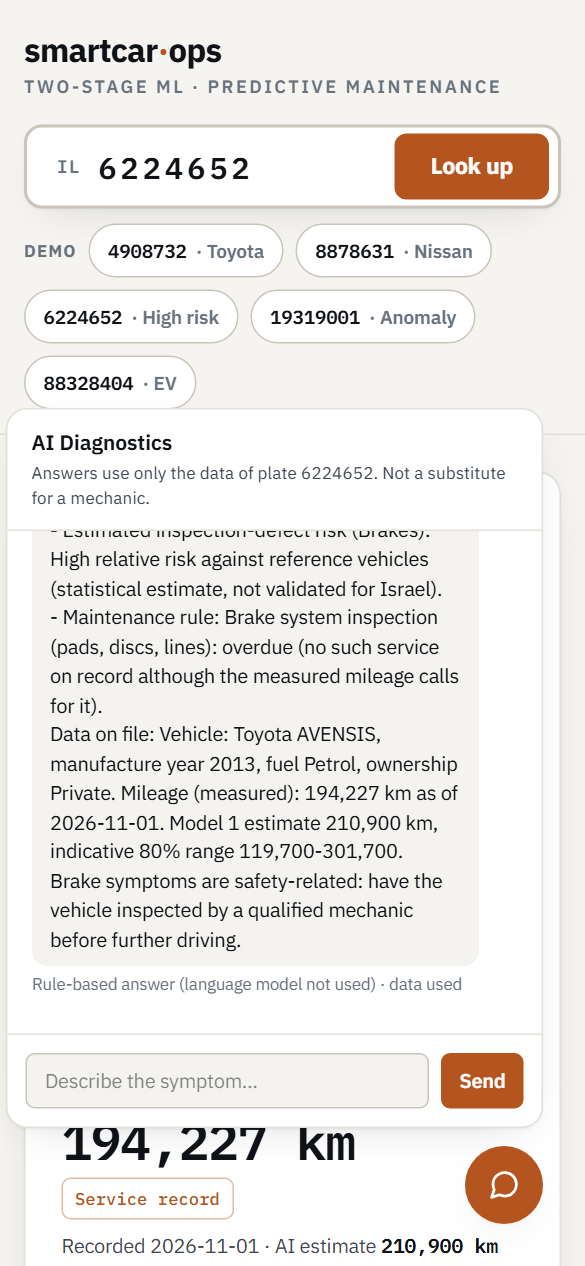 smartcar·ops
TWO-STAGE ML · PREDICTIVE MAINTENANCE
IL 6224652 Look up
DEMO 4908732 · Toyota 8878631 · Nissan
6224652 · High risk 19319001 · Anomaly
88328404 · EV
AI Diagnostics
Answers use only the data of plate 6224652. Not a substitute
for a mechanic.
- Estimated inspection-defect risk (Brakes):
High relative risk against reference vehicles
(statistical estimate, not validated for Israel).
- Maintenance rule: Brake system inspection
(pads, discs, lines): overdue (no such service
on record although the measured mileage calls
for it).
Data on file: Vehicle: Toyota AVENSIS,
manufacture year 2013, fuel Petrol, ownership
Private. Mileage (measured): 194,227 km as of
2026-11-01. Model 1 estimate 210,900 km,
indicative 80% range 119,700-301,700.
Brake symptoms are safety-related: have the
vehicle inspected by a qualified mechanic
before further driving.
Rule-based answer (language model not used) · data used
Describe the symptom... Send
194,227 km
Service record
Recorded 2026-11-01 · AI estimate 210,900 km